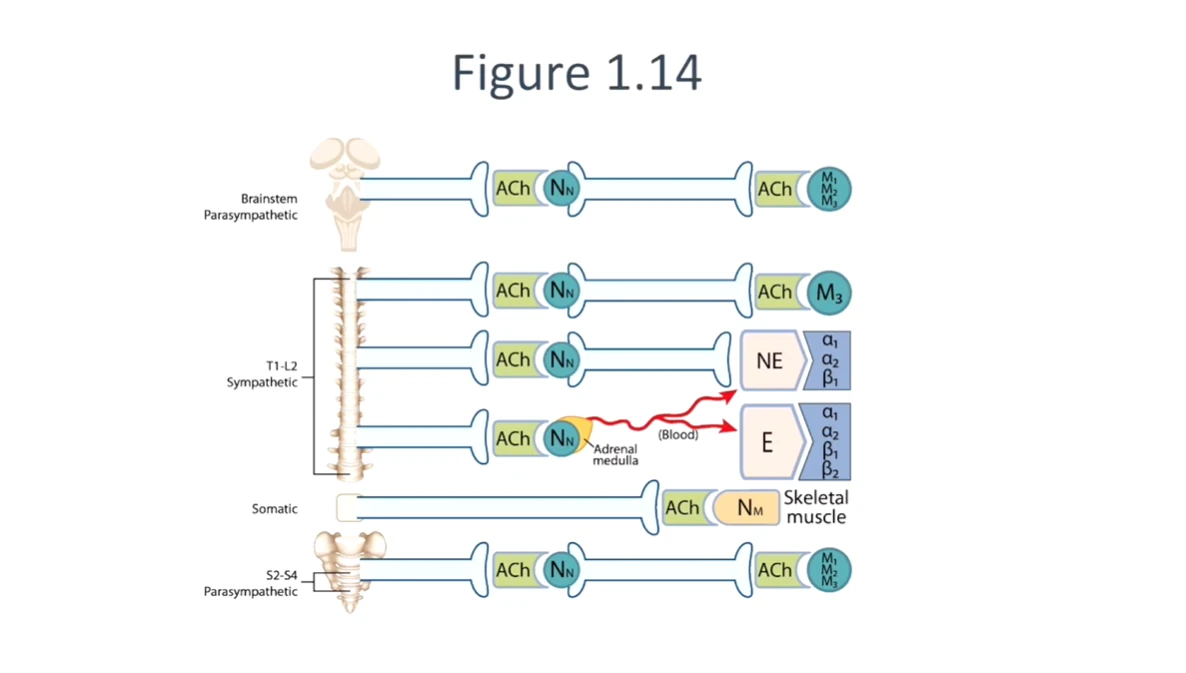 Figure 1.14
Brainstem
Parasympathetic
ACh NN ACh M1 M2 M3
T1-L2
Sympathetic
ACh NN ACh M3
ACh NN NE α1 α2 β1
ACh NN Adrenal medulla (Blood) E α1 α2 β1 β2
Somatic
ACh NM Skeletal muscle
S2-S4
Parasympathetic
ACh NN ACh M1 M2 M3